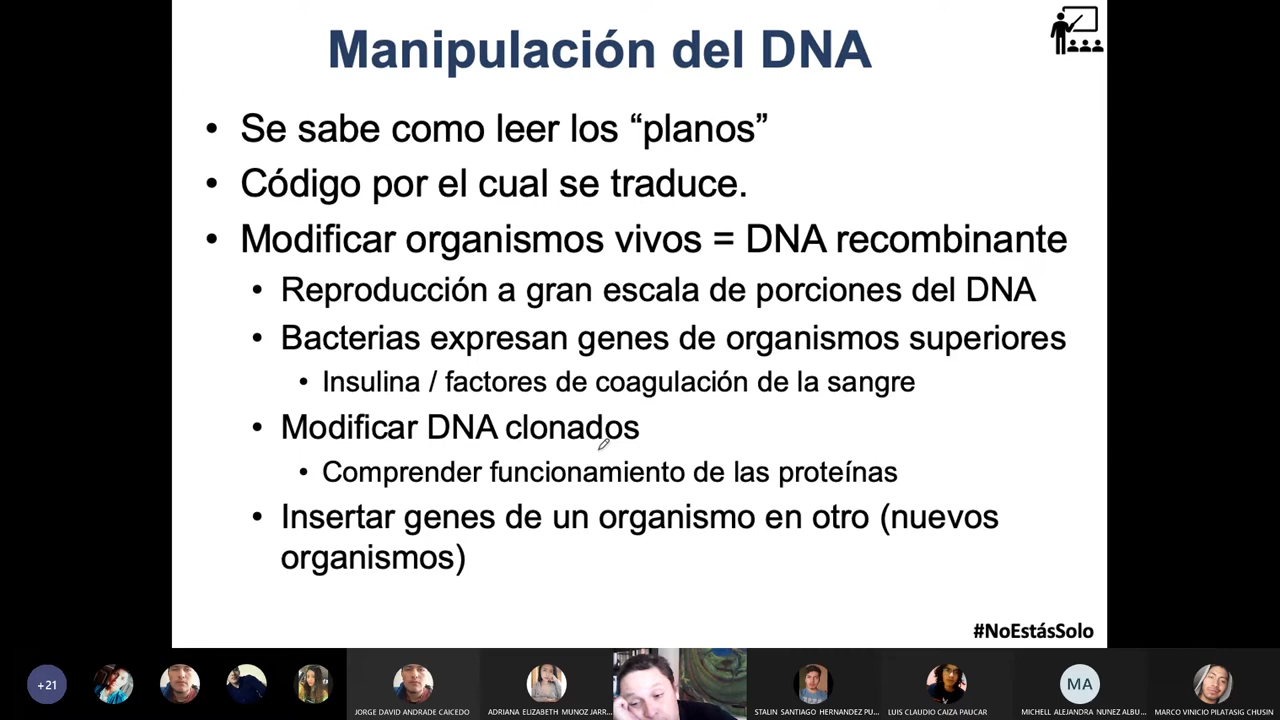 Manipulación del DNA
• Se sabe como leer los “planos”
• Código por el cual se traduce.
• Modificar organismos vivos = DNA recombinante
• Reproducción a gran escala de porciones del DNA
• Bacterias expresan genes de organismos superiores
• Insulina / factores de coagulación de la sangre
• Modificar DNA clonados
• Comprender funcionamiento de las proteínas
• Insertar genes de un organismo en otro (nuevos
organismos)
#NoEstásSolo
+21
MA
JORGE DAVID ANDRADE CAICEDO
ADRIANA ELIZABETH MUNOZ JARR...
STALIN SANTIAGO HERNANDEZ PU...
LUIS CLAUDIO CAIZA PAUCAR
MICHELL ALEJANDRA NUNEZ ALBU...
MARCO VINICIO PILATASIG CHUSIN